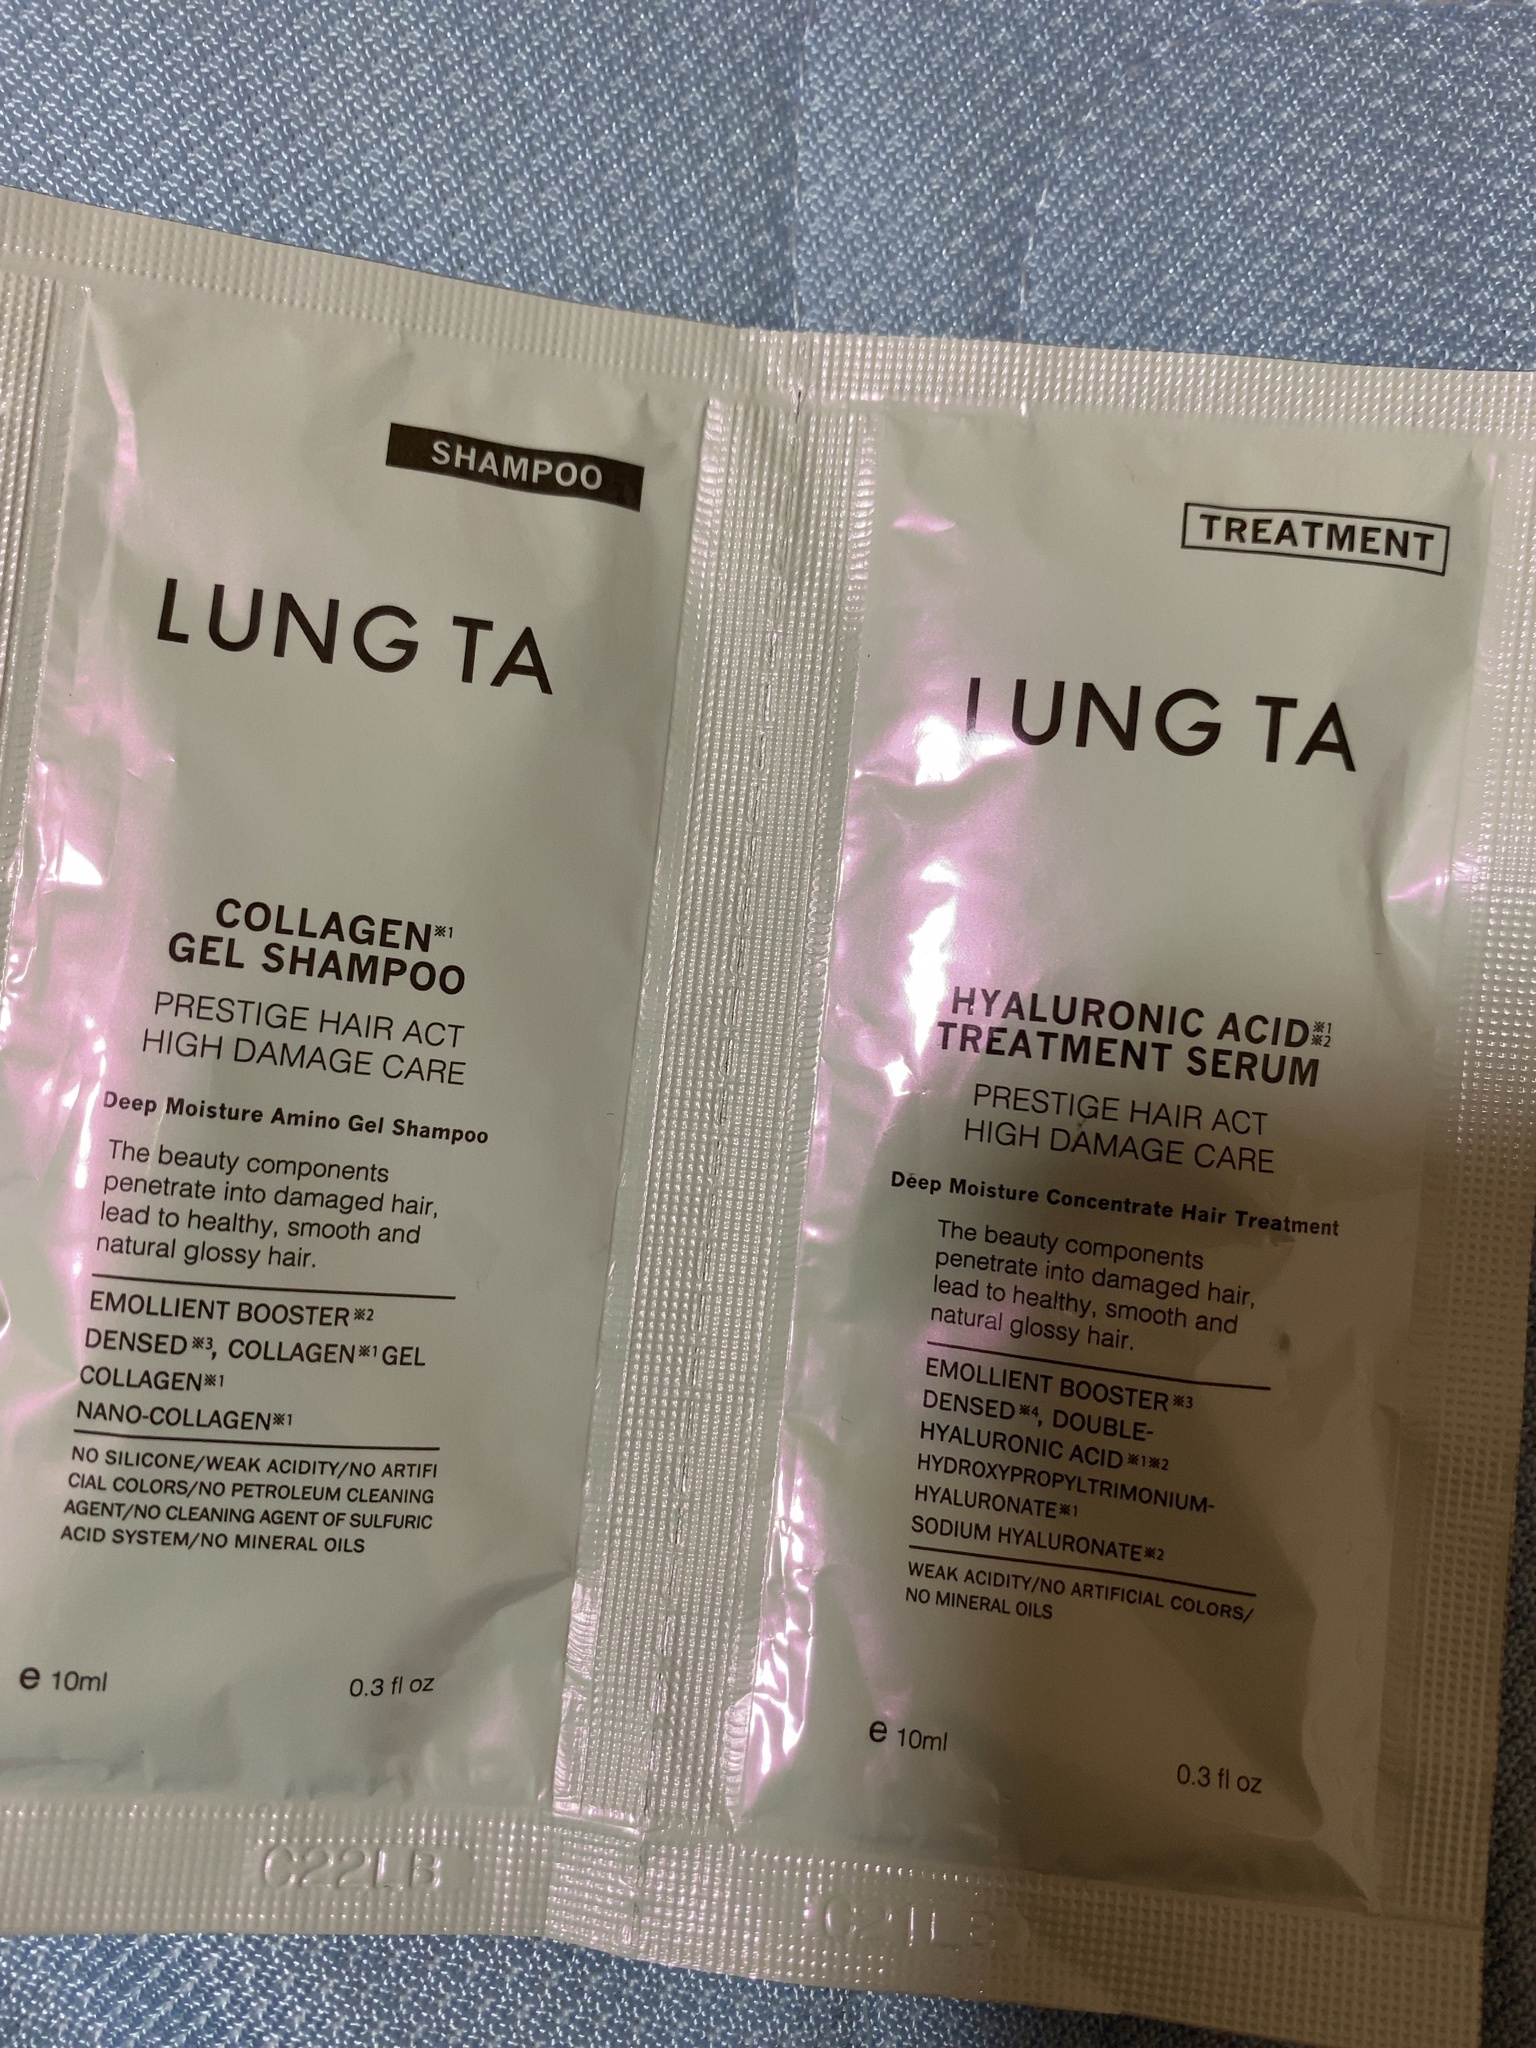 SHAMPOO
LUNG TA
COLLAGEN※1
GEL SHAMPOO
PRESTIGE HAIR ACT
HIGH DAMAGE CARE
Deep Moisture Amino Gel Shampoo
The beauty components
penetrate into damaged hair,
lead to healthy, smooth and
natural glossy hair.
EMOLLIENT BOOSTER※2
DENSED※3, COLLAGEN※1 GEL
COLLAGEN※1
NANO-COLLAGEN※1
NO SILICONE/WEAK ACIDITY/NO ARTIFI
CIAL COLORS/NO PETROLEUM CLEANING
AGENT/NO CLEANING AGENT OF SULFURIC
ACID SYSTEM/NO MINERAL OILS
e 10ml 0.3 fl oz
C22LB
TREATMENT
LUNG TA
HYALURONIC ACID※1※2
TREATMENT SERUM
PRESTIGE HAIR ACT
HIGH DAMAGE CARE
Deep Moisture Concentrate Hair Treatment
The beauty components
penetrate into damaged hair,
lead to healthy, smooth and
natural glossy hair.
EMOLLIENT BOOSTER※3
DENSED※4, DOUBLE-
HYALURONIC ACID※1※2
HYDROXYPROPYLTRIMONIUM-
HYALURONATE※1
SODIUM HYALURONATE※2
WEAK ACIDITY/NO ARTIFICIAL COLORS/
NO MINERAL OILS
e 10ml 0.3 fl oz